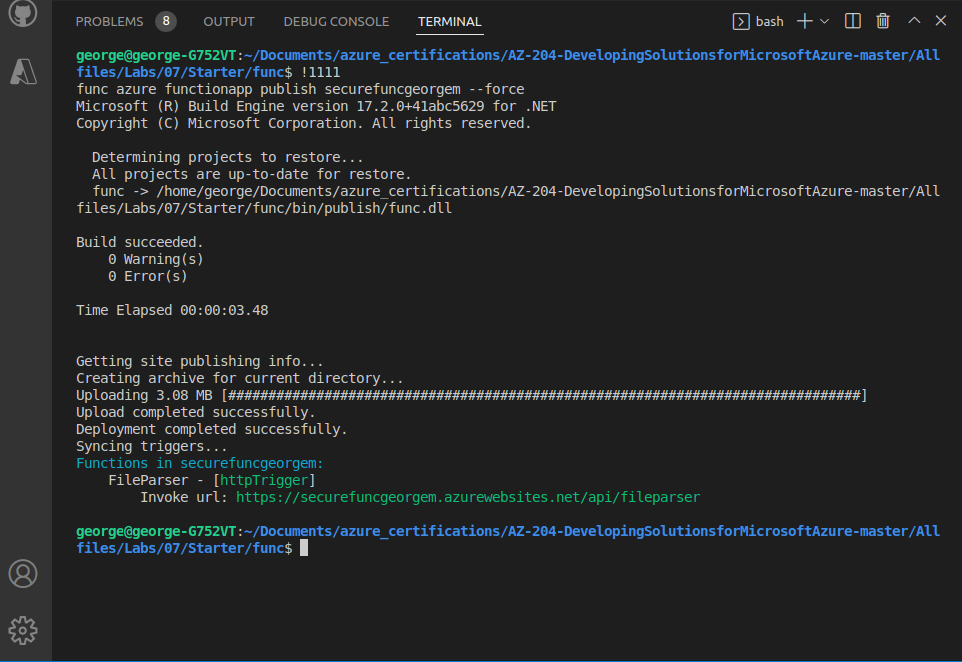 PROBLEMS 8 OUTPUT DEBUG CONSOLE TERMINAL bash
george@george-G752VT:~/Documents/azure_certifications/AZ-204-DevelopingSolutionsforMicrosoftAzure-master/All
files/Labs/07/Starter/func$ !1111
func azure functionapp publish securefuncgeorgem --force
Microsoft (R) Build Engine version 17.2.0+41abc5629 for .NET
Copyright (C) Microsoft Corporation. All rights reserved.
Determining projects to restore...
All projects are up-to-date for restore.
func -> /home/george/Documents/azure_certifications/AZ-204-DevelopingSolutionsforMicrosoftAzure-master/All
files/Labs/07/Starter/func/bin/publish/func.dll
Build succeeded.
0 Warning(s)
0 Error(s)
Time Elapsed 00:00:03.48
Getting site publishing info...
Creating archive for current directory...
Uploading 3.08 MB [###############################################################################]
Upload completed successfully.
Deployment completed successfully.
Syncing triggers...
Functions in securefuncgeorgem:
FileParser - [httpTrigger]
Invoke url: https://securefuncgeorgem.azurewebsites.net/api/fileparser
george@george-G752VT:~/Documents/azure_certifications/AZ-204-DevelopingSolutionsforMicrosoftAzure-master/All
files/Labs/07/Starter/func$